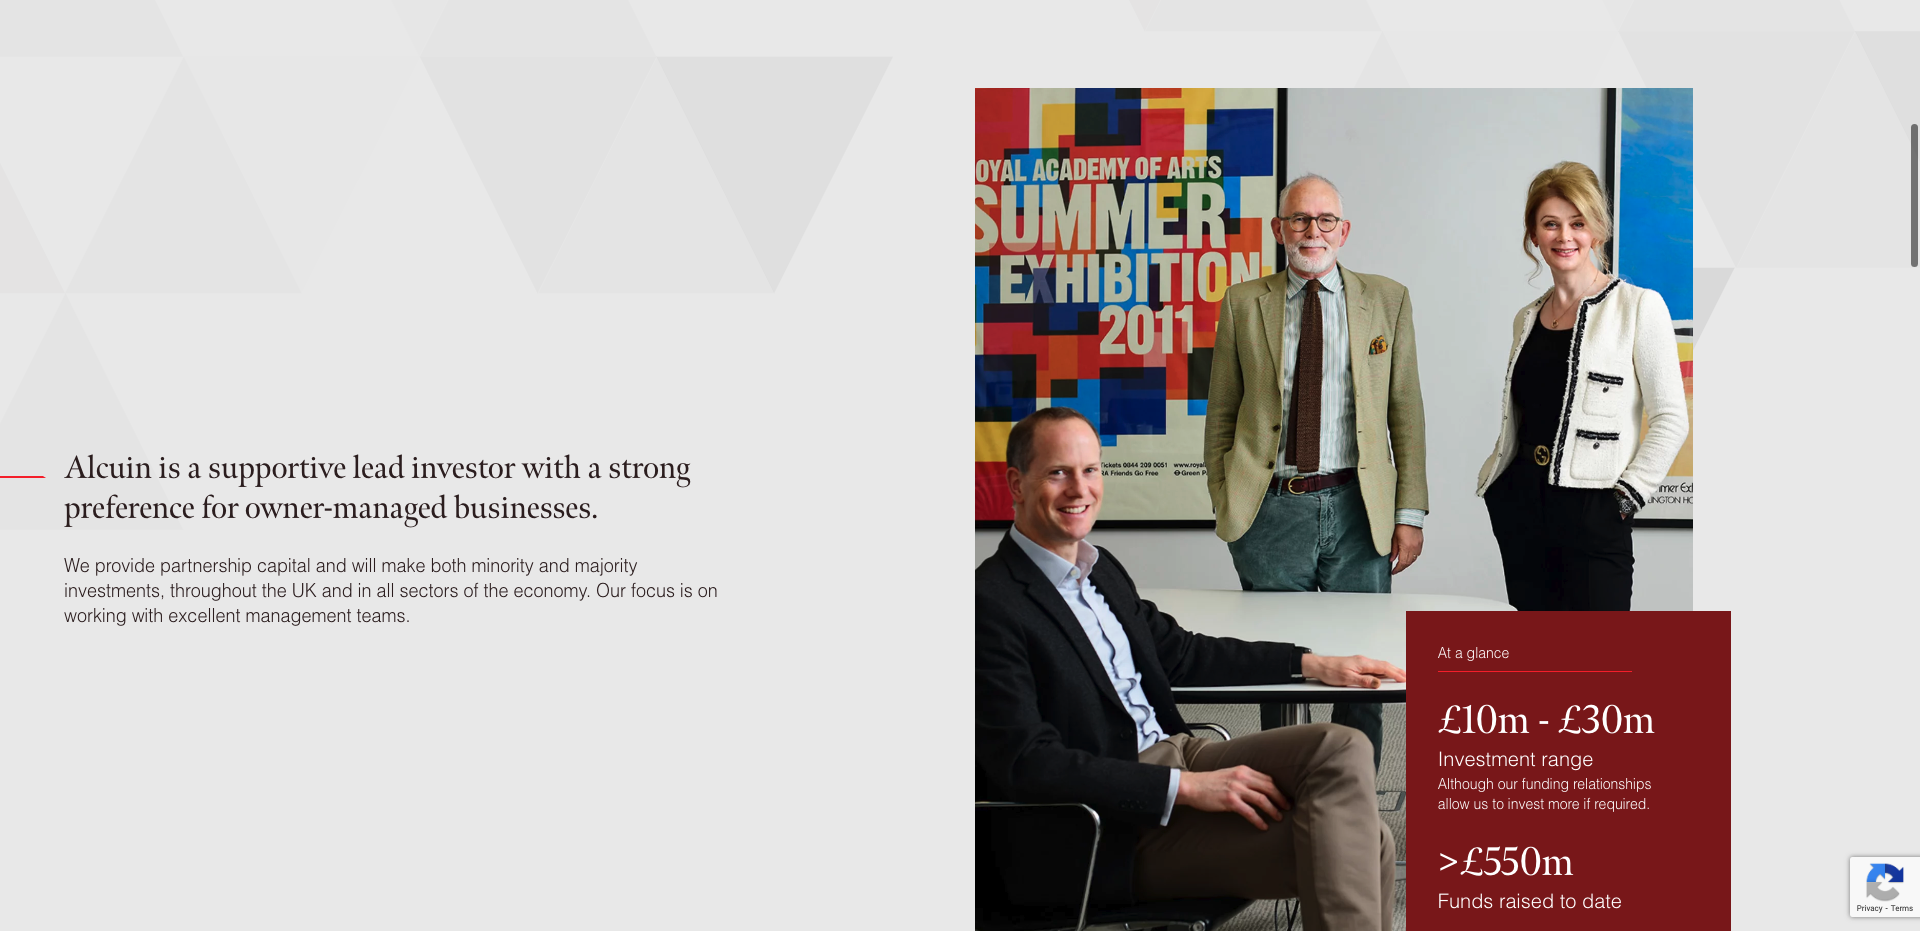 Alcuin is a supportive lead investor with a strong
preference for owner-managed businesses.
We provide partnership capital and will make both minority and majority
investments, throughout the UK and in all sectors of the economy. Our focus is on
working with excellent management teams.
OYAL ACADEMY OF ARTS
SUMMER
EXHIBITION
2011
ickets 0844 209 0051 www.royal
RA Friends Go Free Green P
mmer Ex
LINGTON HO
At a glance
£10m - £30m
Investment range
Although our funding relationships
allow us to invest more if required.
>£550m
Funds raised to date
Privacy - Terms